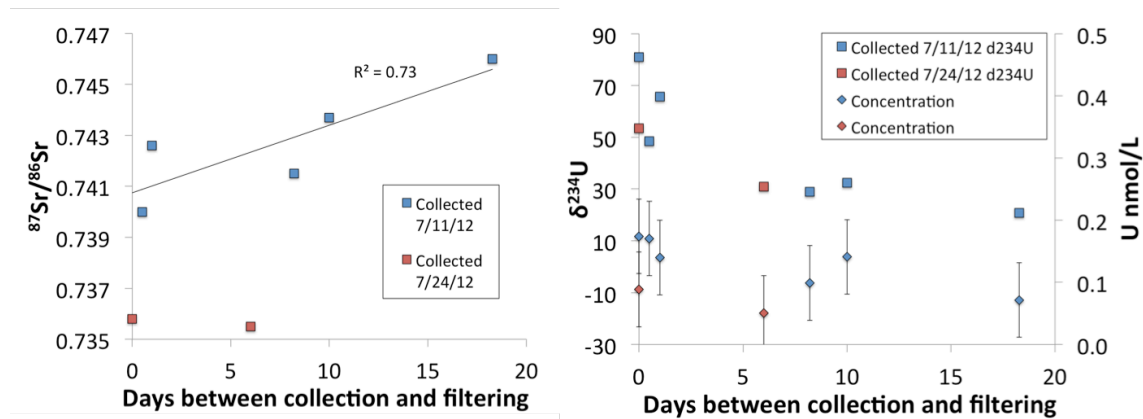 0.747
0.745
0.743
0.741
0.739
0.737
0.735
87Sr/86Sr
R² = 0.73
Collected
7/11/12
Collected
7/24/12
0 5 10 15 20
Days between collection and filtering
90
70
50
30
10
-10
-30
δ234U
Collected 7/11/12 d234U
Collected 7/24/12 d234U
Concentration
Concentration
0.5
0.4
0.3
0.2
0.1
0.0
U nmol/L
0 5 10 15 20
Days between collection and filtering